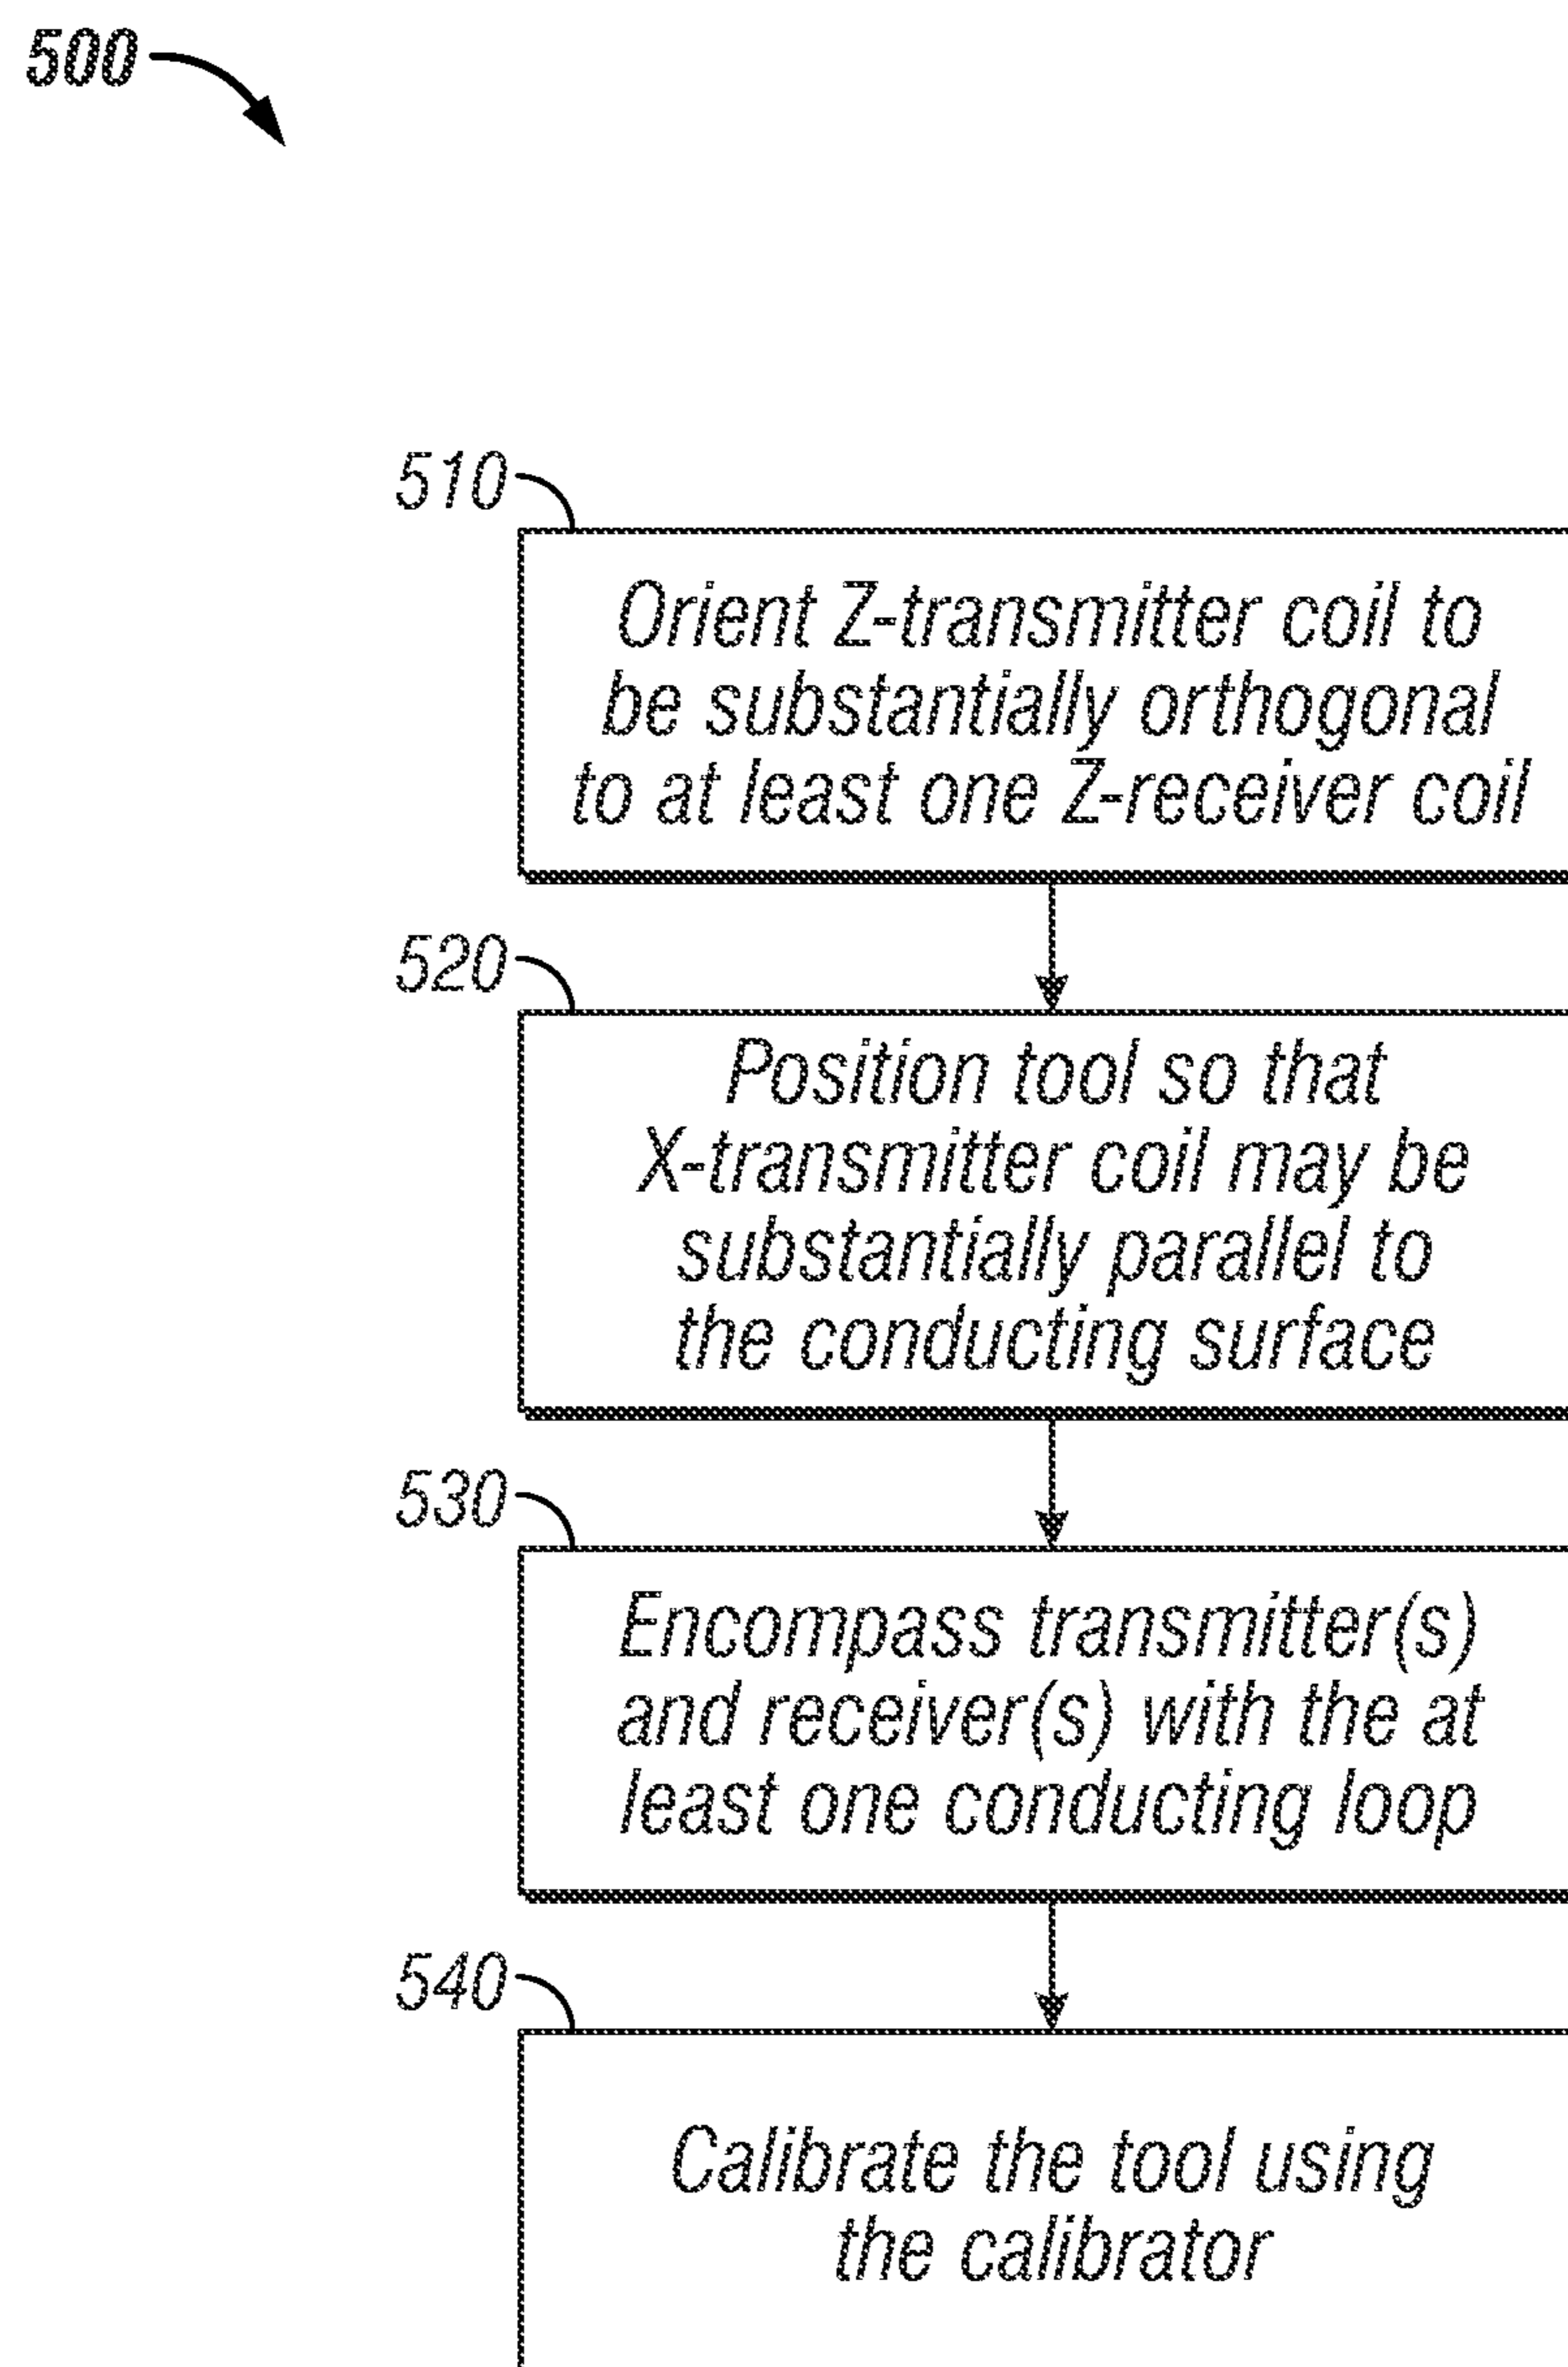 500
510
Orient Z-transmitter coil to
be substantially orthogonal
to at least one Z-receiver coil
520
Position tool so that
X-transmitter coil may be
substantially parallel to
the conducting surface
530
Encompass transmitter(s)
and receiver(s) with the at
least one conducting loop
540
Calibrate the tool using
the calibrator